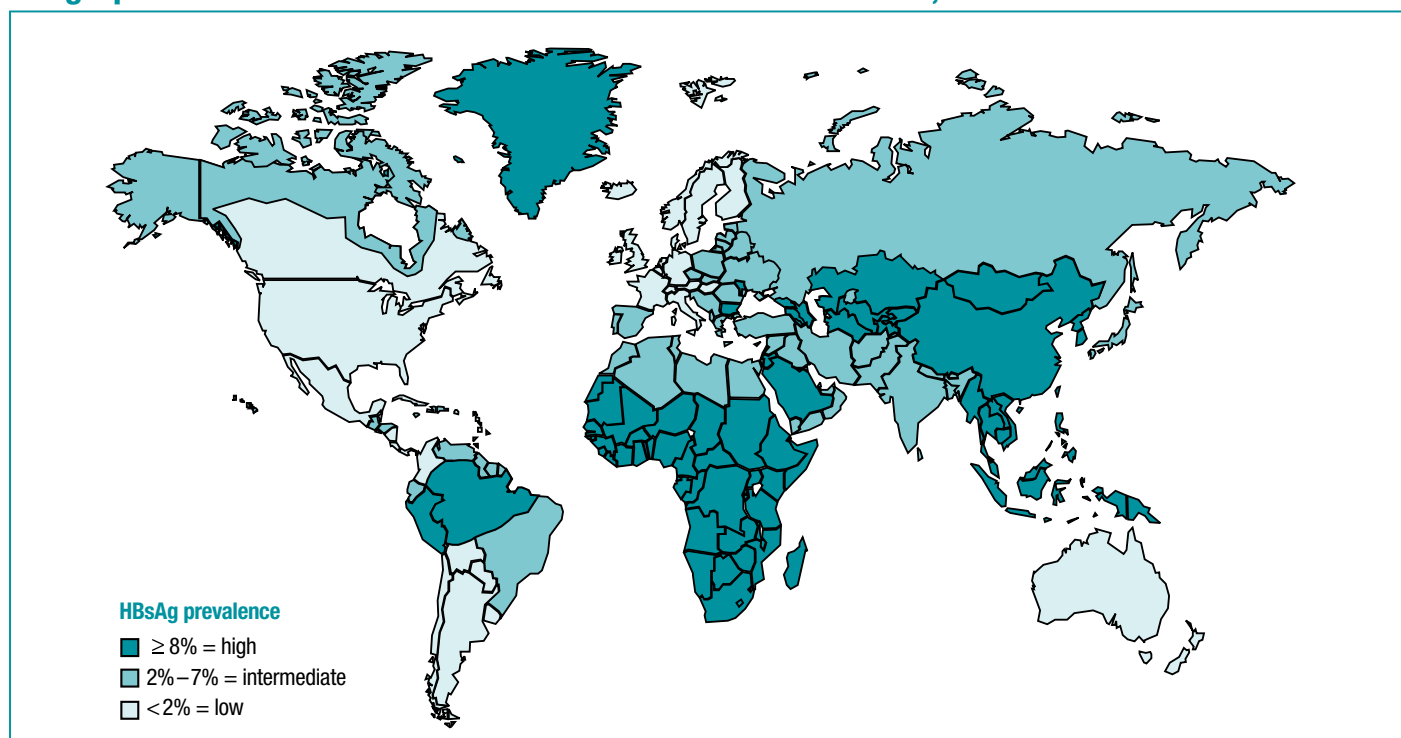 HBsAg prevalence
≥ 8% = high
2%–7% = intermediate
<2% = low